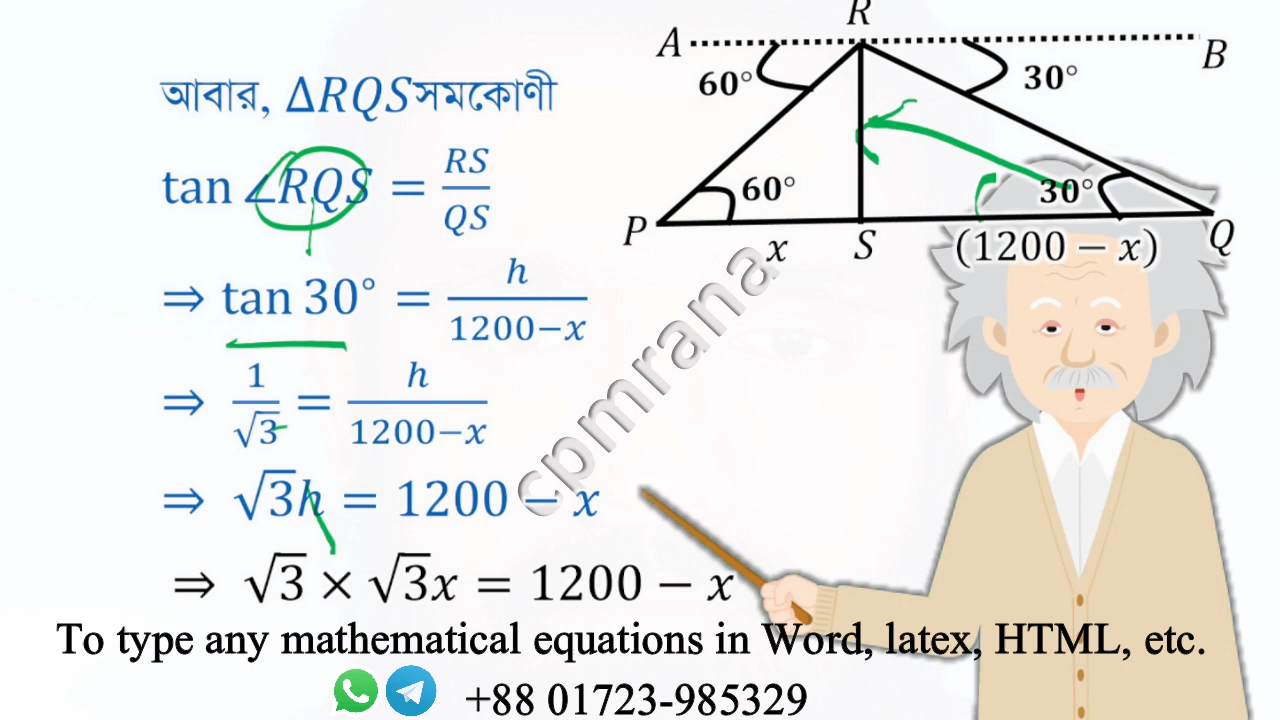 আবার, ΔRQS সমকোণী
tan ∠RQS = RS/QS
⇒ tan 30° = h/(1200−x)
⇒ 1/√3 = h/(1200−x)
⇒ √3h = 1200 − x
⇒ √3 × √3x = 1200 − x
R
A
B
60°
30°
60°
30°
P
x
S
(1200 − x)
Q
cpmrana
To type any mathematical equations in Word, latex, HTML, etc.
+88 01723-985329